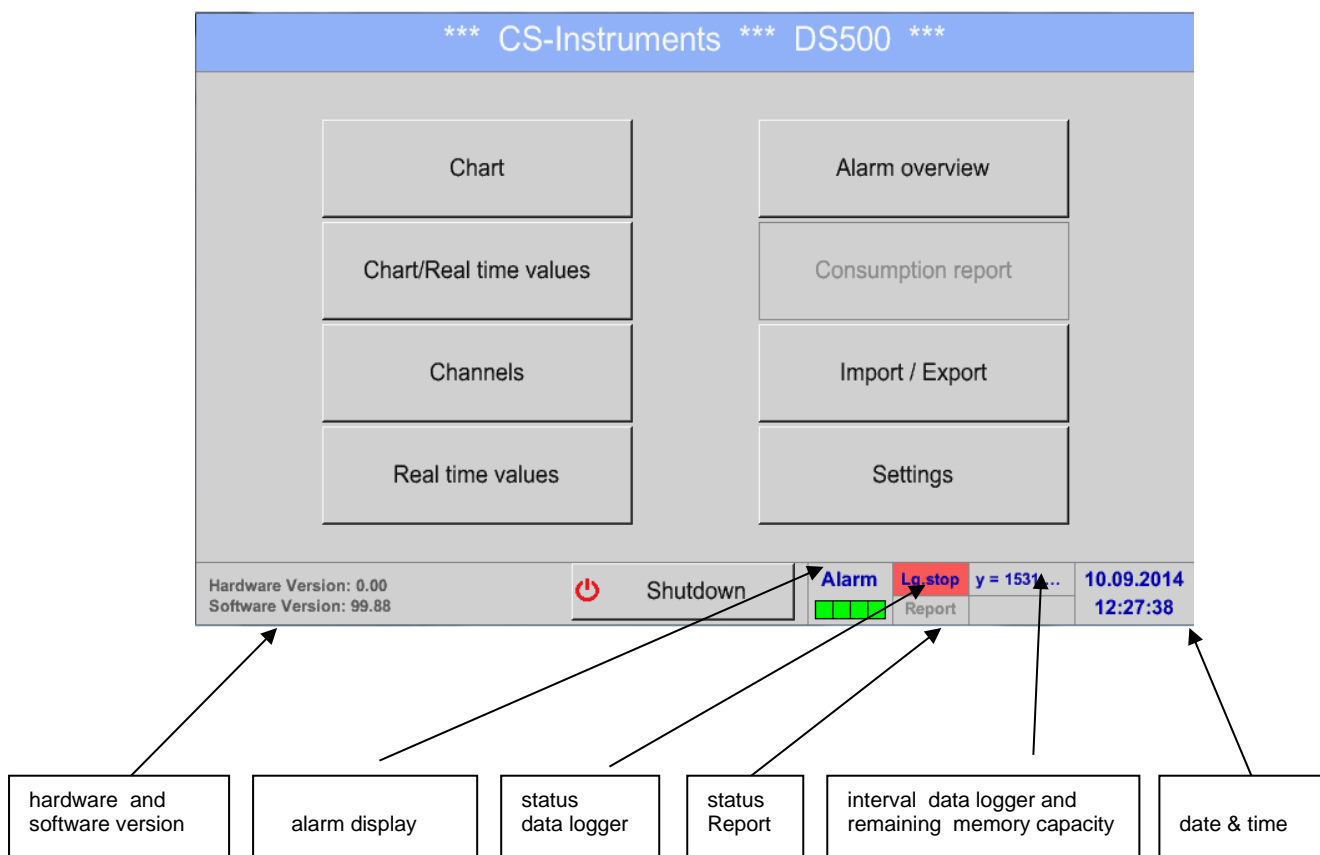 *** CS-Instruments *** DS500 ***
Chart
Alarm overview
Chart/Real time values
Consumption report
Channels
Import / Export
Real time values
Settings
Hardware Version: 0.00
Software Version: 99.88
Shutdown
Alarm
Lg.stop
y = 1531 ...
10.09.2014
Report
12:27:38
hardware and
software version
alarm display
status
data logger
status
Report
interval data logger and
remaining memory capacity
date & time